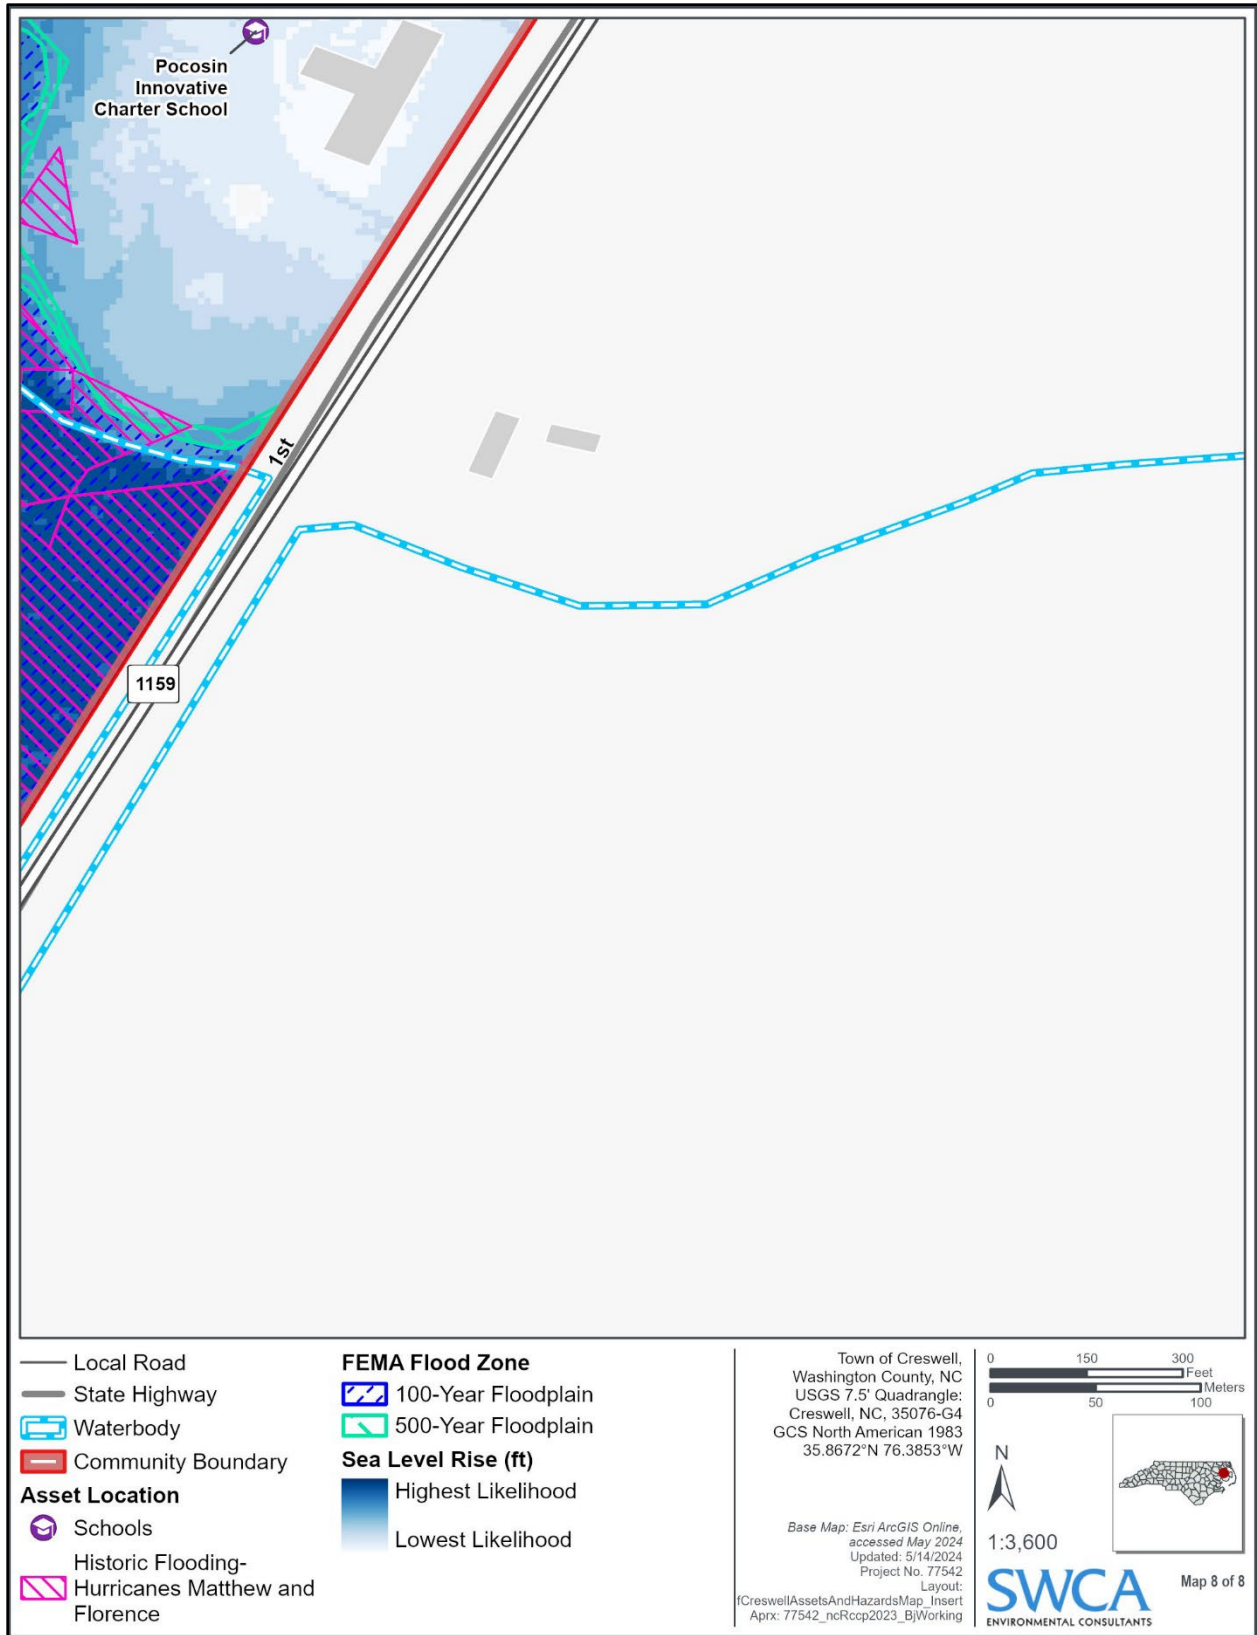 Pocosin
Innovative
Charter School
1st
1159
Local Road
State Highway
Waterbody
Community Boundary
Asset Location
Schools
Historic Flooding-
Hurricanes Matthew and
Florence
FEMA Flood Zone
100-Year Floodplain
500-Year Floodplain
Sea Level Rise (ft)
Highest Likelihood
Lowest Likelihood
Town of Creswell,
Washington County, NC
USGS 7.5' Quadrangle:
Creswell, NC, 35076-G4
GCS North American 1983
35.8672°N 76.3853°W
Base Map: Esri ArcGIS Online,
accessed May 2024
Updated: 5/14/2024
Project No. 77542
Layout:
fCreswellAssetsAndHazardsMap_Insert
Aprx: 77542_ncRccp2023_BjWorking
0 150 300
Feet
Meters
0 50 100
N
1:3,600
SWCA
ENVIRONMENTAL CONSULTANTS
Map 8 of 8